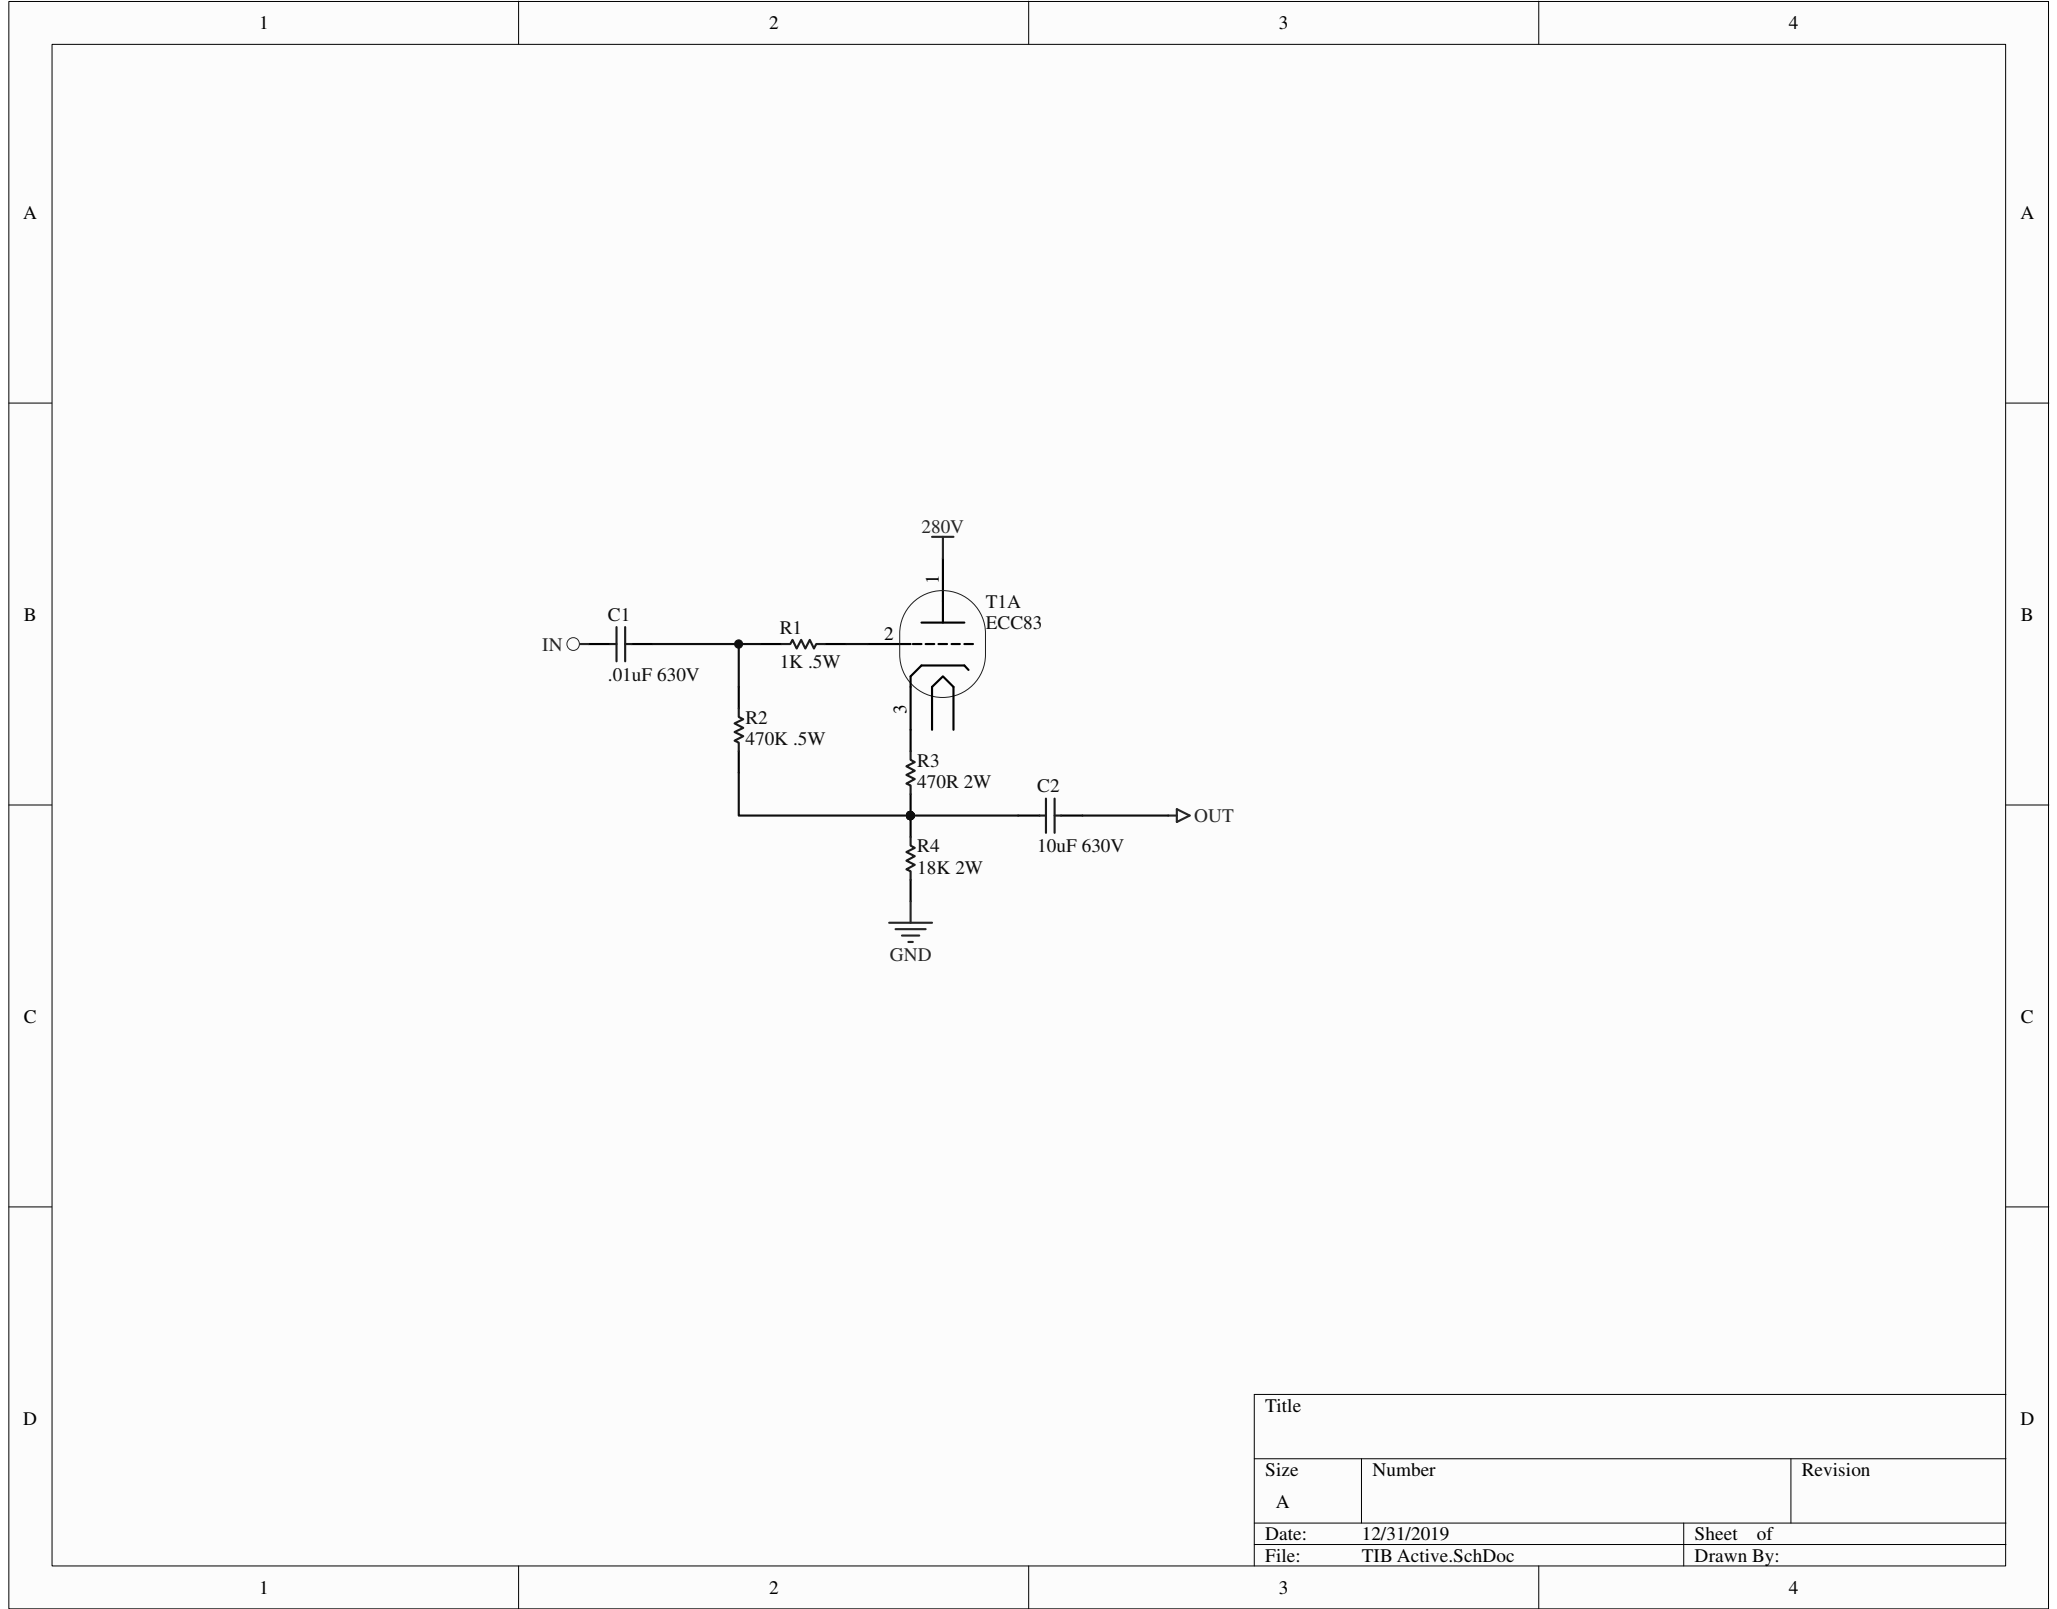 1 2 3 4
A A
280V
1
T1A
ECC83
B B
C1
R1
2
IN
1K .5W
.01uF 630V
3
R2
470K .5W
R3
470R 2W
C2
OUT
R4
10uF 630V
18K 2W
GND
C C
Title
D D
Size Number Revision
A
Date: 12/31/2019 Sheet of
File: TIB Active.SchDoc Drawn By:
1 2 3 4